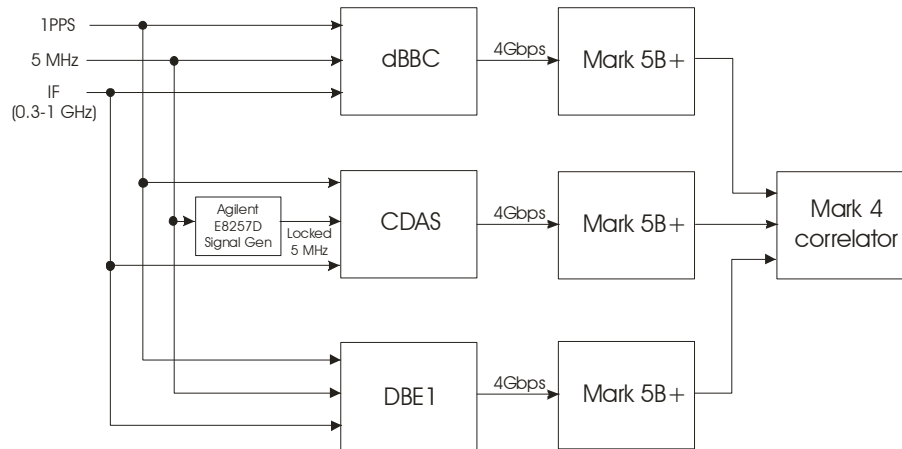 1PPS
5 MHz
IF
(0.3-1 GHz)
dBBC
4Gbps
Mark 5B+
Agilent
E8257D
Signal Gen
Locked
5 MHz
CDAS
4Gbps
Mark 5B+
Mark 4
correlator
DBE1
4Gbps
Mark 5B+